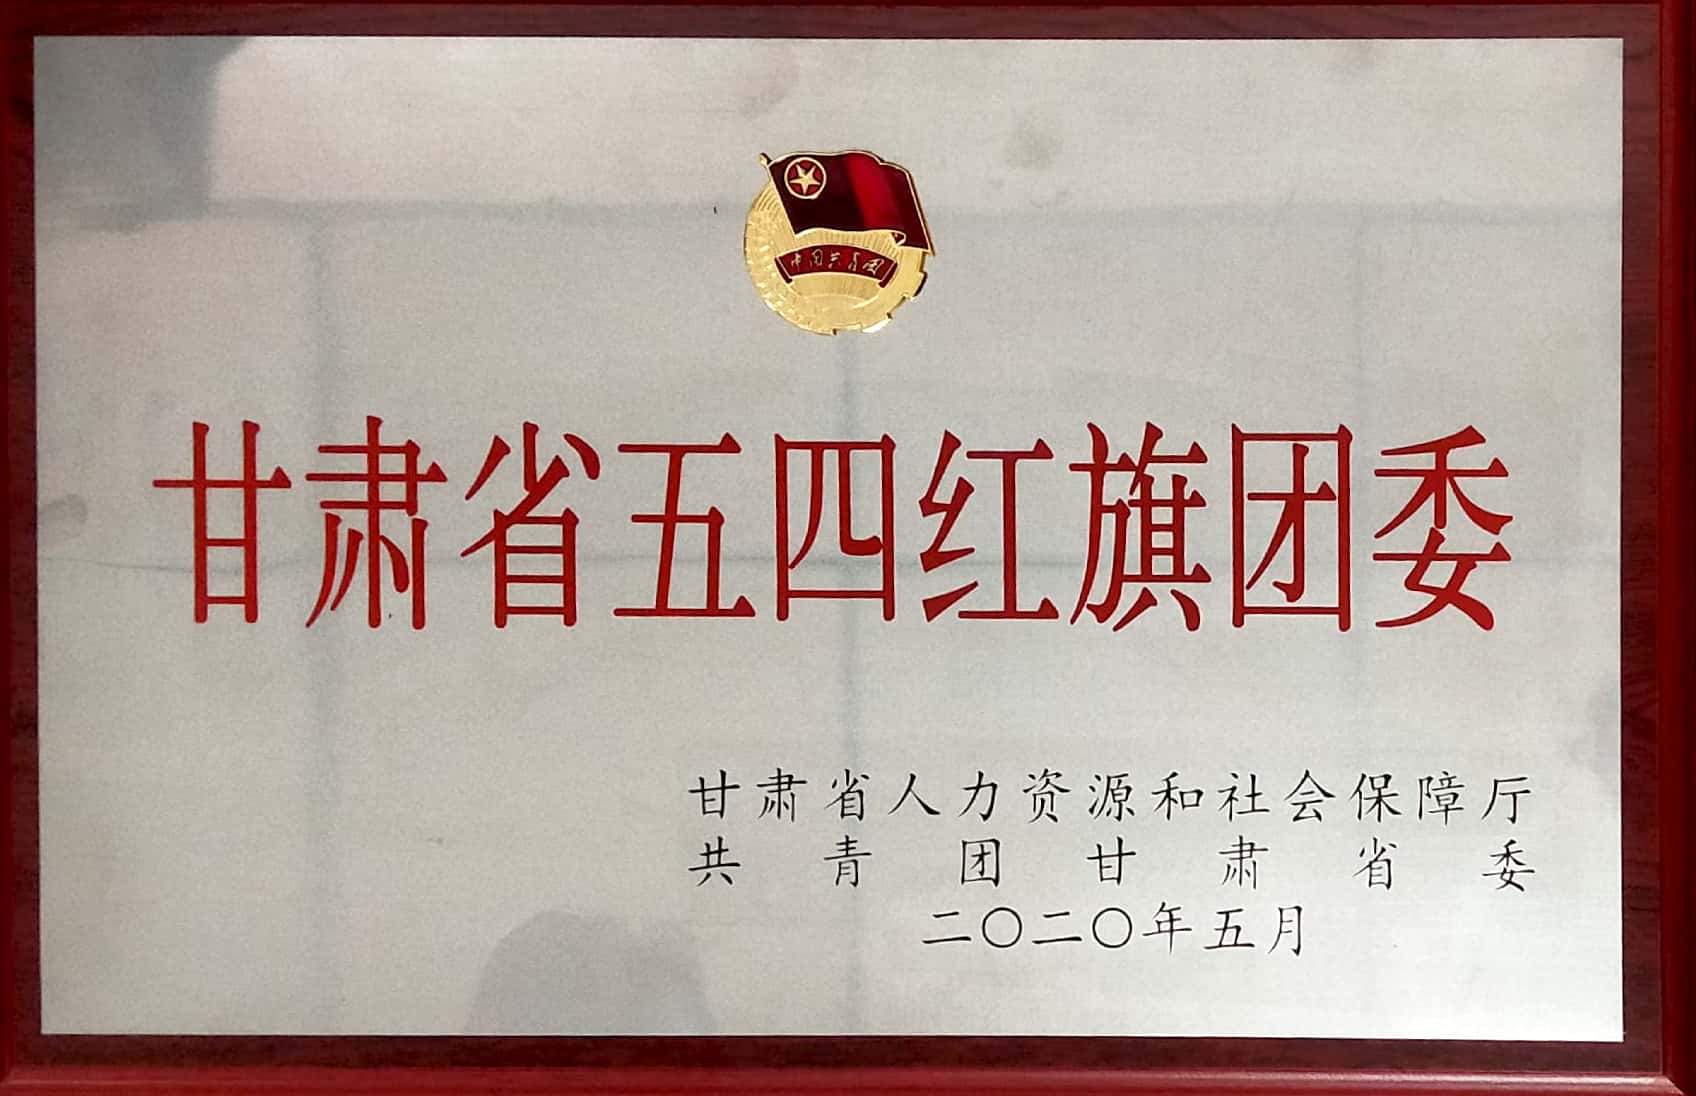 中国共青团
甘肃省五四红旗团委
甘肃省人力资源和社会保障厅
共青团甘肃省委
二〇二〇年五月